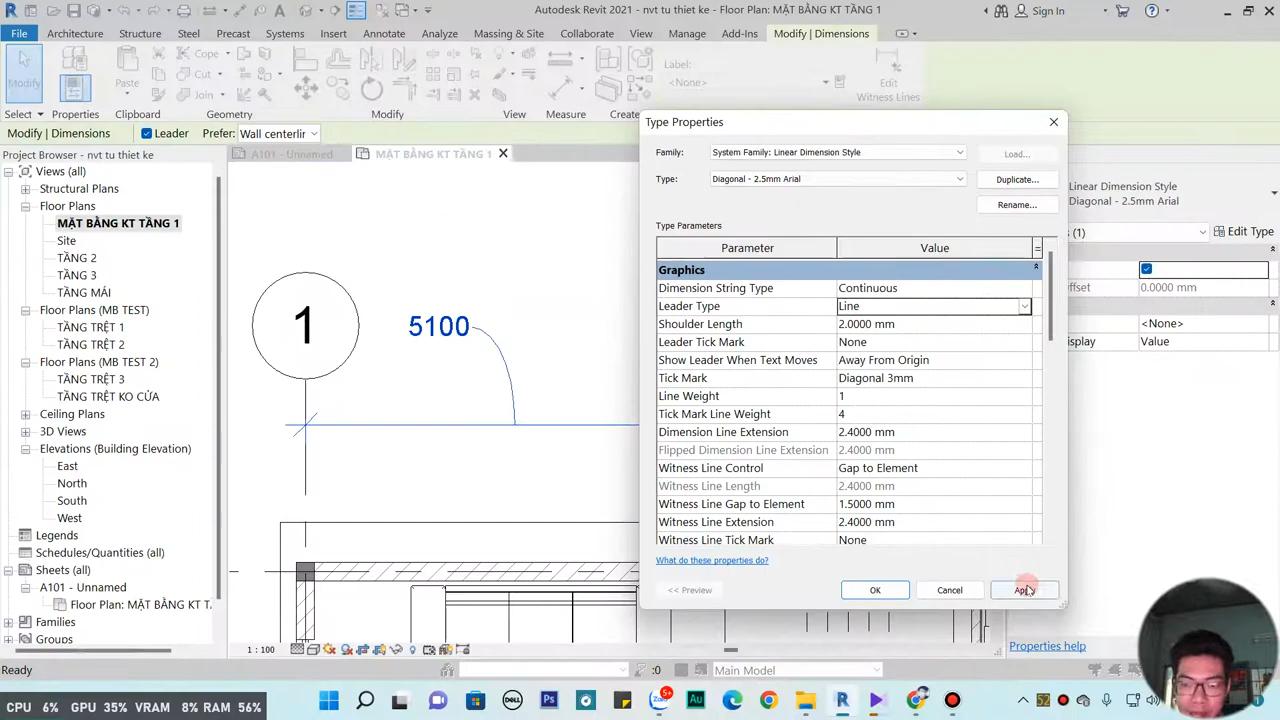 Autodesk Revit 2021 - nvt tu thiet ke - Floor Plan: MẶT BẰNG KT TẦNG 1
Sign In
File Architecture Structure Steel Precast Systems Insert Annotate Analyze Massing & Site Collaborate View Manage Add-Ins Modify | Dimensions
Modify
Paste
Cope
Cut
Join
Label:
<None>
Edit
Witness Lines
Select Properties Clipboard Geometry Modify View Measure Create
Modify | Dimensions Leader Prefer: Wall centerlin
Project Browser - nvt tu thiet ke
A101 - Unnamed
MẶT BẰNG KT TẦNG 1
Views (all)
Structural Plans
Floor Plans
MẶT BẰNG KT TẦNG 1
Site
TẦNG 2
TẦNG 3
TẦNG MÁI
Floor Plans (MB TEST)
TẦNG TRỆT 1
TẦNG TRỆT 2
Floor Plans (MB TEST 2)
TẦNG TRỆT 3
TẦNG TRỆT KO CỬA
Ceiling Plans
3D Views
Elevations (Building Elevation)
East
North
South
West
Legends
Schedules/Quantities (all)
Sheets (all)
A101 - Unnamed
Floor Plan: MẶT BẰNG KT T.
Families
Groups
1
5100
Type Properties
Family: System Family: Linear Dimension Style Load...
Type: Diagonal - 2.5mm Arial Duplicate...
Rename...
Type Parameters
Parameter Value =
Graphics
Dimension String Type Continuous
Leader Type Line
Shoulder Length 2.0000 mm
Leader Tick Mark None
Show Leader When Text Moves Away From Origin
Tick Mark Diagonal 3mm
Line Weight 1
Tick Mark Line Weight 4
Dimension Line Extension 2.4000 mm
Flipped Dimension Line Extension 2.4000 mm
Witness Line Control Gap to Element
Witness Line Length 2.4000 mm
Witness Line Gap to Element 1.5000 mm
Witness Line Extension 2.4000 mm
Witness Line Tick Mark None
What do these properties do?
<< Preview OK Cancel
Linear Dimension Style
Diagonal - 2.5mm Arial
(1) Edit Type
0.0000 mm
<None>
Value
Properties help
1 : 100
Ready
:0
Main Model
CPU 6% GPU 35% VRAM 8% RAM 56%